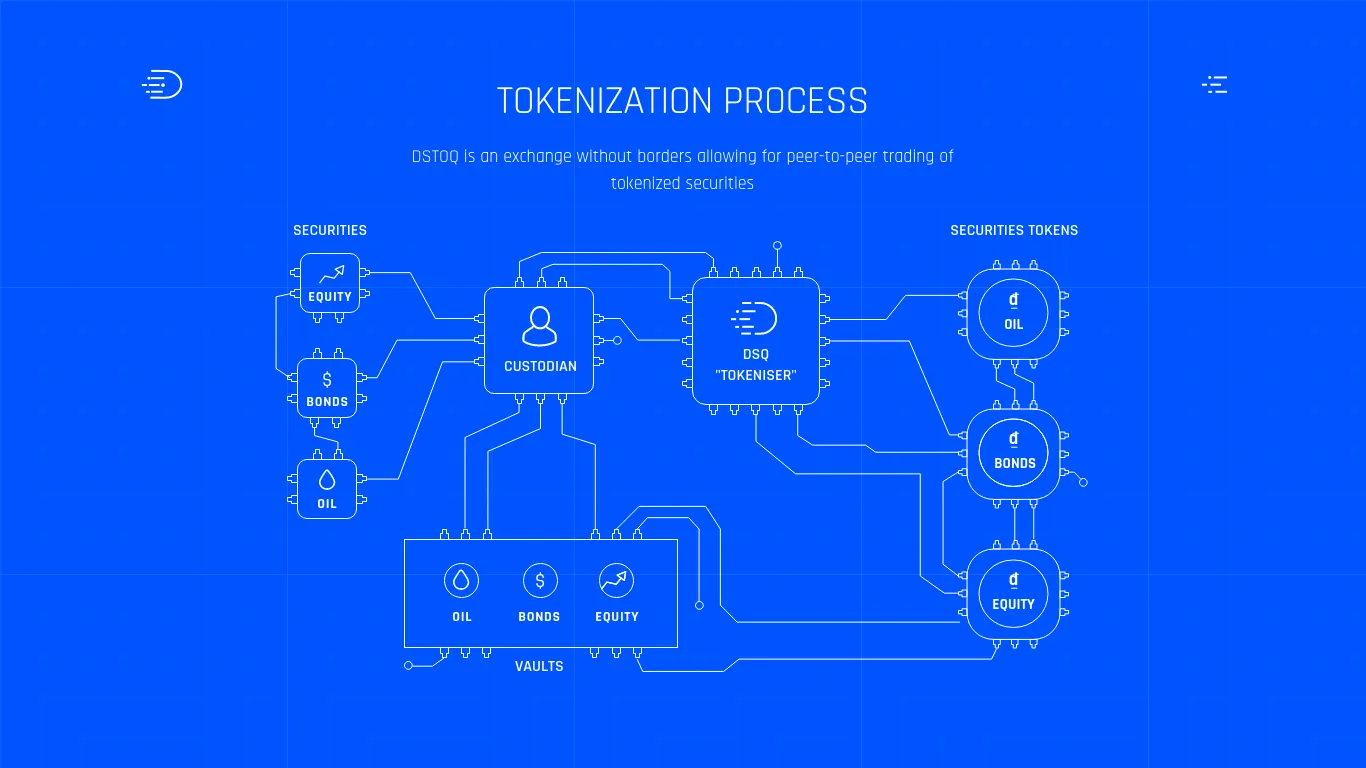 TOKENIZATION PROCESS
DSTOQ is an exchange without borders allowing for peer-to-peer trading of
tokenized securities
SECURITIES
EQUITY
$
BONDS
OIL
CUSTODIAN
DSQ
"TOKENISER"
SECURITIES TOKENS
đ
OIL
đ
BONDS
đ
EQUITY
$
OIL
BONDS
EQUITY
VAULTS